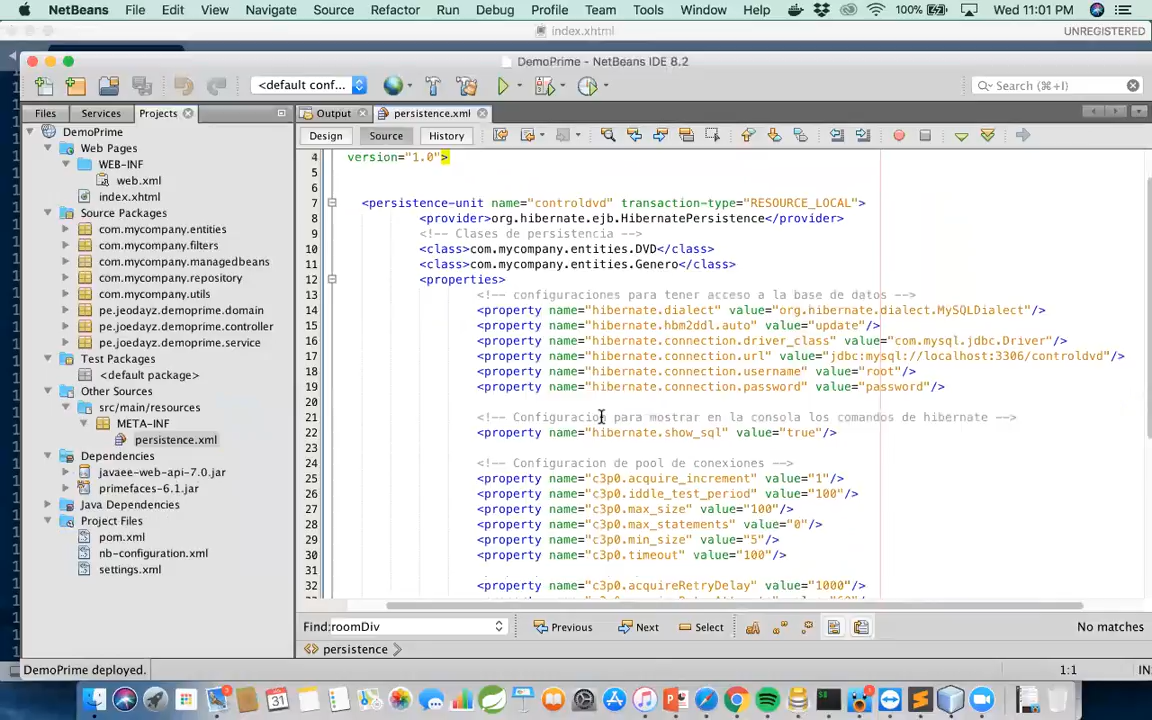 NetBeans File Edit View Navigate Source Refactor Run Debug Profile Team Tools Window Help 100% Wed 11:01 PM
index.xhtml UNREGISTERED
DemoPrime - NetBeans IDE 8.2
<default conf... Search (⌘+I)
Files Services Projects Output persistence.xml
Design Source History
DemoPrime
Web Pages
WEB-INF
web.xml
index.xhtml
Source Packages
com.mycompany.entities
com.mycompany.filters
com.mycompany.managedbeans
com.mycompany.repository
com.mycompany.utils
pe.joedayz.demoprime.domain
pe.joedayz.demoprime.controller
pe.joedayz.demoprime.service
Test Packages
<default package>
Other Sources
src/main/resources
META-INF
persistence.xml
Dependencies
javaee-web-api-7.0.jar
primefaces-6.1.jar
Java Dependencies
Project Files
pom.xml
nb-configuration.xml
settings.xml
4 version="1.0">
5
6
7 <persistence-unit name="controldvd" transaction-type="RESOURCE_LOCAL">
8 <provider>org.hibernate.ejb.HibernatePersistence</provider>
9 <!-- Clases de persistencia -->
10 <class>com.mycompany.entities.DVD</class>
11 <class>com.mycompany.entities.Genero</class>
12 <properties>
13 <!-- configuraciones para tener acceso a la base de datos -->
14 <property name="hibernate.dialect" value="org.hibernate.dialect.MySQLDialect"/>
15 <property name="hibernate.hbm2ddl.auto" value="update"/>
16 <property name="hibernate.connection.driver_class" value="com.mysql.jdbc.Driver"/>
17 <property name="hibernate.connection.url" value="jdbc:mysql://localhost:3306/controldvd"/>
18 <property name="hibernate.connection.username" value="root"/>
19 <property name="hibernate.connection.password" value="password"/>
20
21 <!-- Configuracion para mostrar en la consola los comandos de hibernate -->
22 <property name="hibernate.show_sql" value="true"/>
23
24 <!-- Configuracion de pool de conexiones -->
25 <property name="c3p0.acquire_increment" value="1"/>
26 <property name="c3p0.iddle_test_period" value="100"/>
27 <property name="c3p0.max_size" value="100"/>
28 <property name="c3p0.max_statements" value="0"/>
29 <property name="c3p0.min_size" value="5"/>
30 <property name="c3p0.timeout" value="100"/>
31
32 <property name="c3p0.acquireRetryDelay" value="1000"/>
Find: roomDiv Previous Next Select No matches
persistence
DemoPrime deployed. 1:1 IN